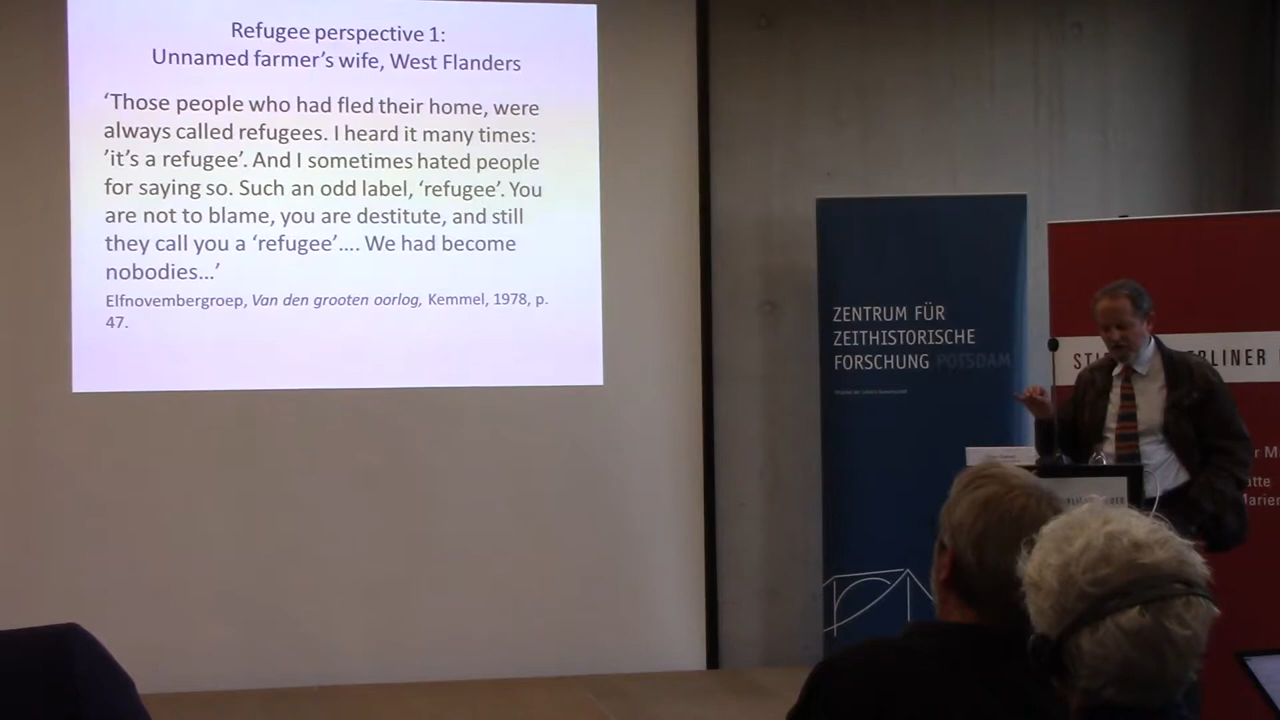 Refugee perspective 1:
Unnamed farmer's wife, West Flanders
‘Those people who had fled their home, were
always called refugees. I heard it many times:
’it’s a refugee’. And I sometimes hated people
for saying so. Such an odd label, ‘refugee’. You
are not to blame, you are destitute, and still
they call you a ‘refugee’…. We had become
nobodies…’
Elfnovembergroep, Van den grooten oorlog, Kemmel, 1978, p.
47.
ZENTRUM FÜR
ZEITHISTORISCHE
FORSCHUNG POTSDAM